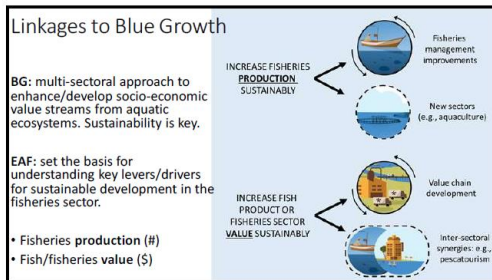 Linkages to Blue Growth
BG: multi-sectoral approach to
enhance/develop socio-economic
value streams from aquatic
ecosystems. Sustainability is key.
EAF: set the basis for
understanding key levers/drivers
for sustainable development in the
fisheries sector.
• Fisheries production (#)
• Fish/fisheries value ($)
INCREASE FISHERIES
PRODUCTION
SUSTAINABLY
Fisheries
management
improvements
New sectors
(e.g., aquaculture)
INCREASE FISH
PRODUCT OR
FISHERIES SECTOR
VALUE SUSTAINABLY
Value chain
development
Inter-sectoral
synergies: e.g.,
pescatourism